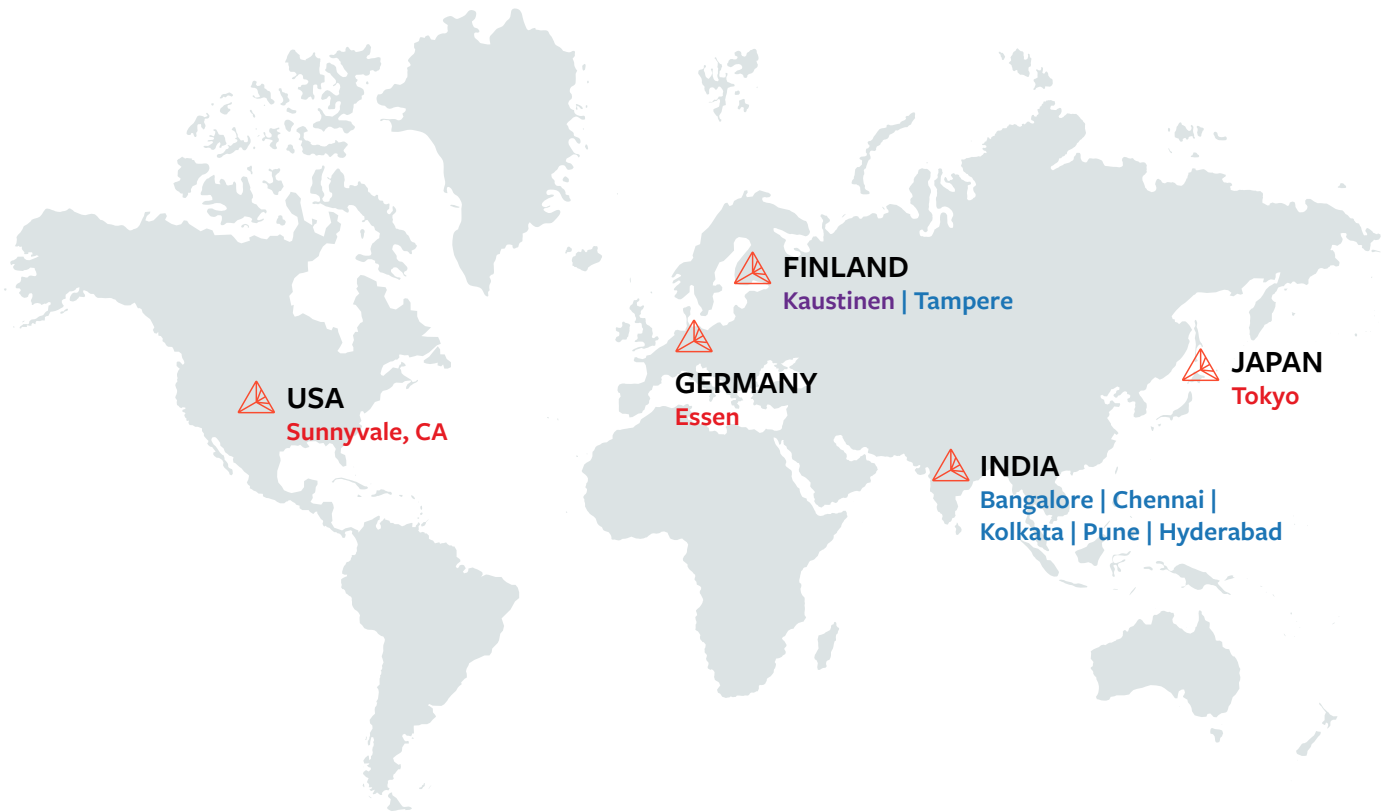 FINLAND
Kaustinen | Tampere
GERMANY
Essen
USA
Sunnyvale, CA
JAPAN
Tokyo
INDIA
Bangalore | Chennai |
Kolkata | Pune | Hyderabad